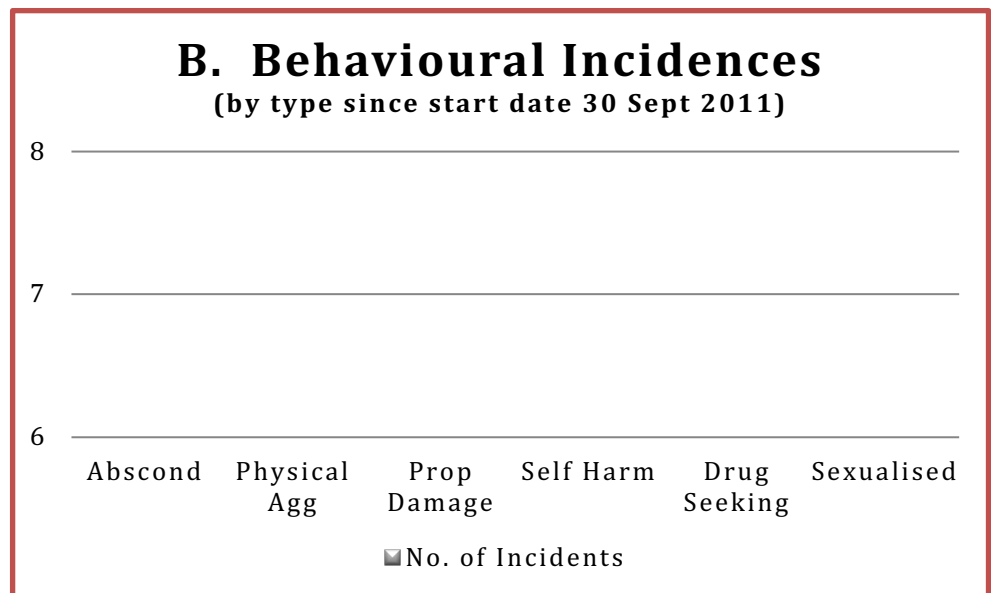 B. Behavioural Incidences
(by type since start date 30 Sept 2011)
8
7
6
Abscond Physical Agg Prop Damage Self Harm Drug Seeking Sexualised
No. of Incidents